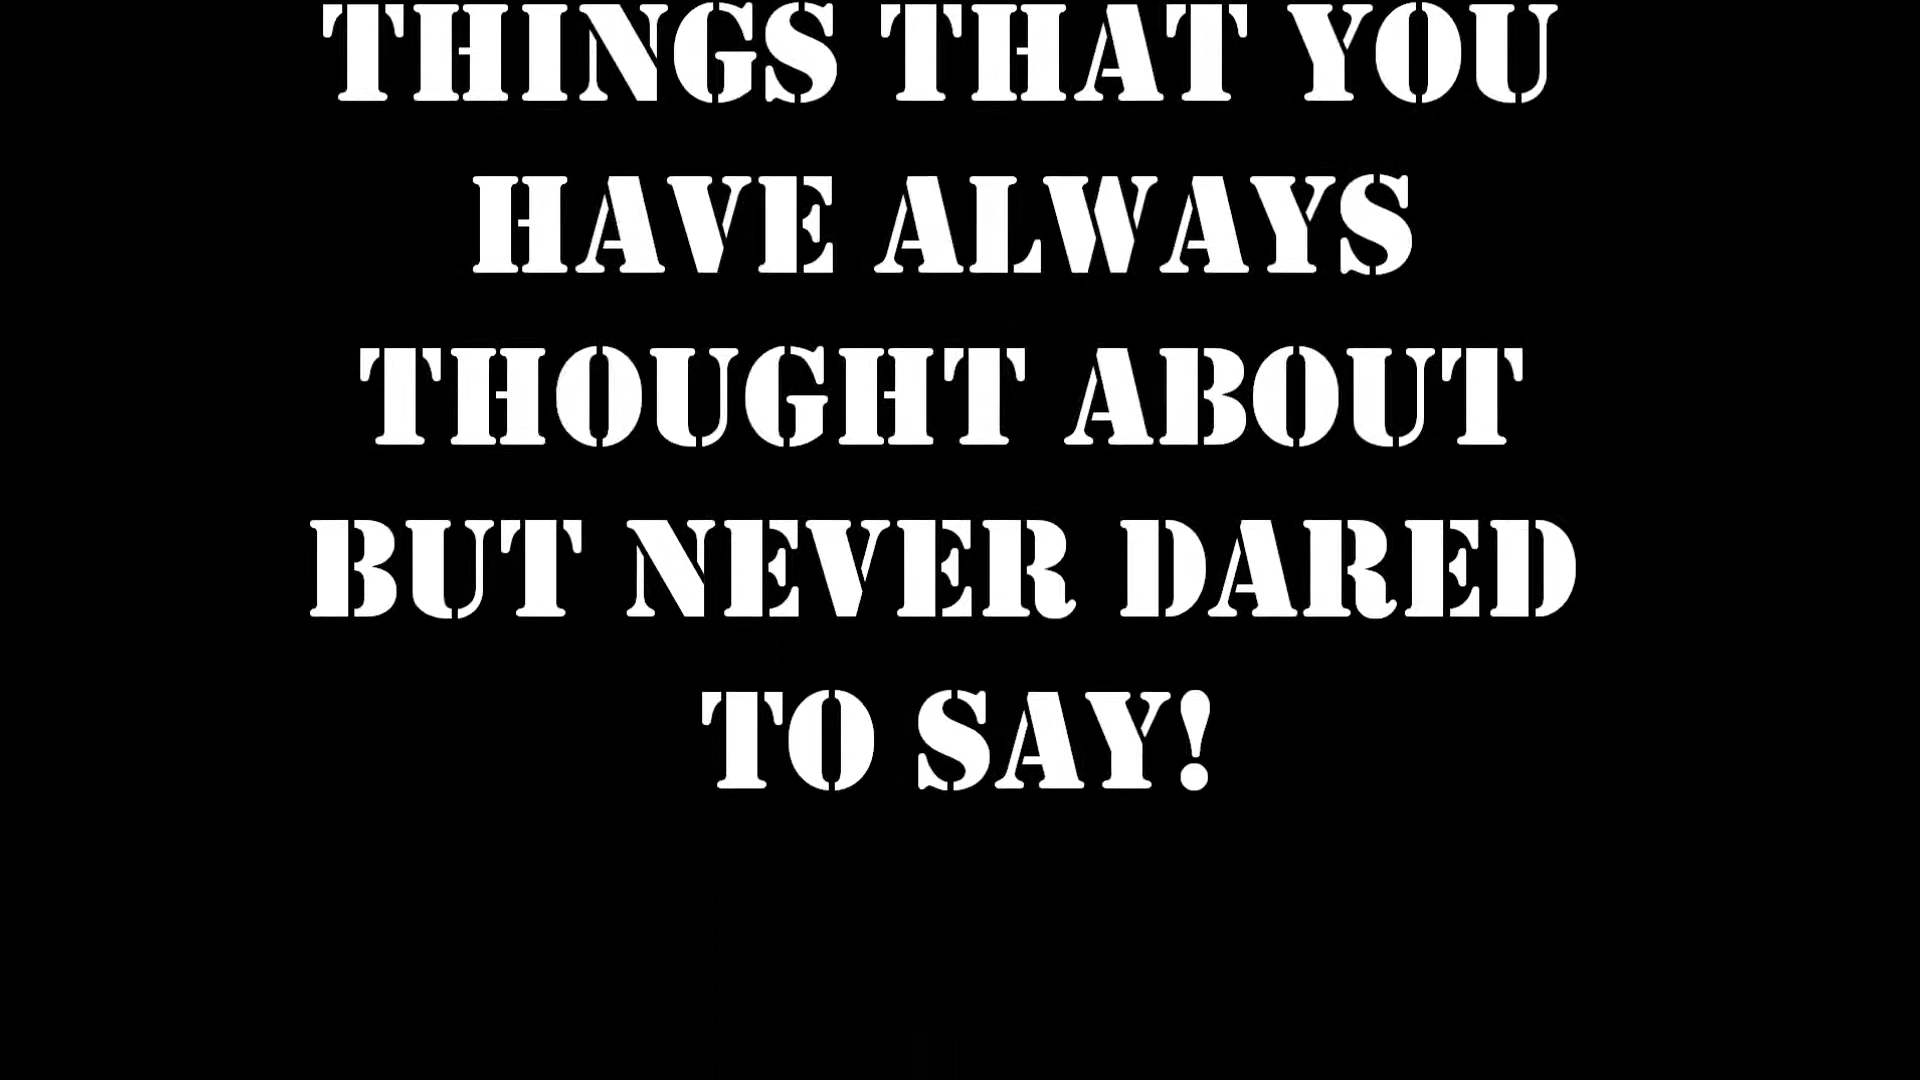 THINGS THAT YOU
HAVE ALWAYS
THOUGHT ABOUT
BUT NEVER DARED
TO SAY!